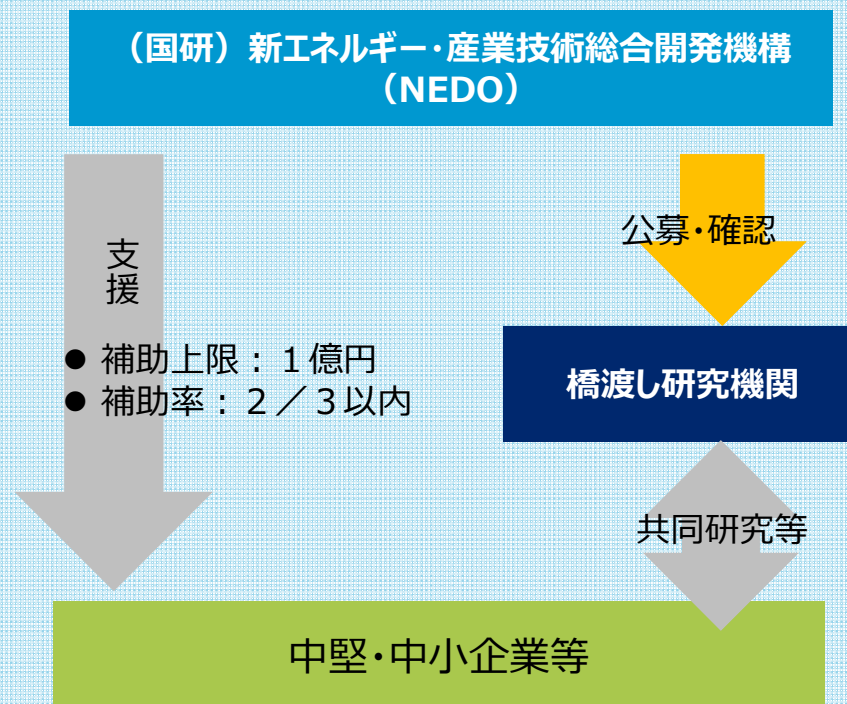 （国研）新エネルギー・産業技術総合開発機構
（NEDO）
支援
● 補助上限：１億円
● 補助率：２／３以内
公募・確認
橋渡し研究機関
共同研究等
中堅・中小企業等